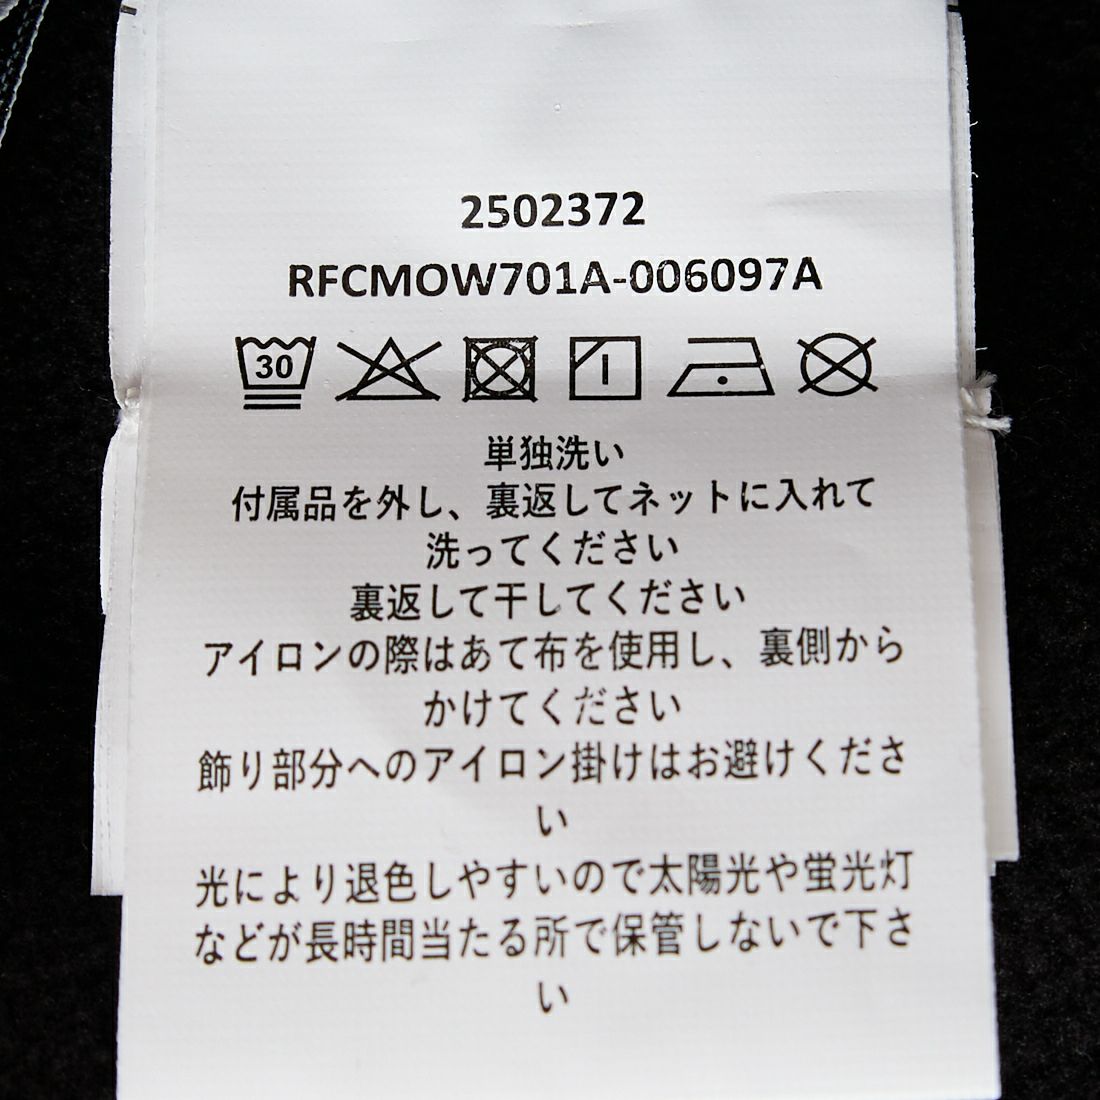 2502372
RFCMOW701A-006097A
30
単独洗い
付属品を外し、裏返してネットに入れて
洗ってください
裏返して干してください
アイロンの際はあて布を使用し、裏側から
かけてください
飾り部分へのアイロン掛けはお避けくださ
い
光により退色しやすいので太陽光や蛍光灯
などが長時間当たる所で保管しないで下さ
い